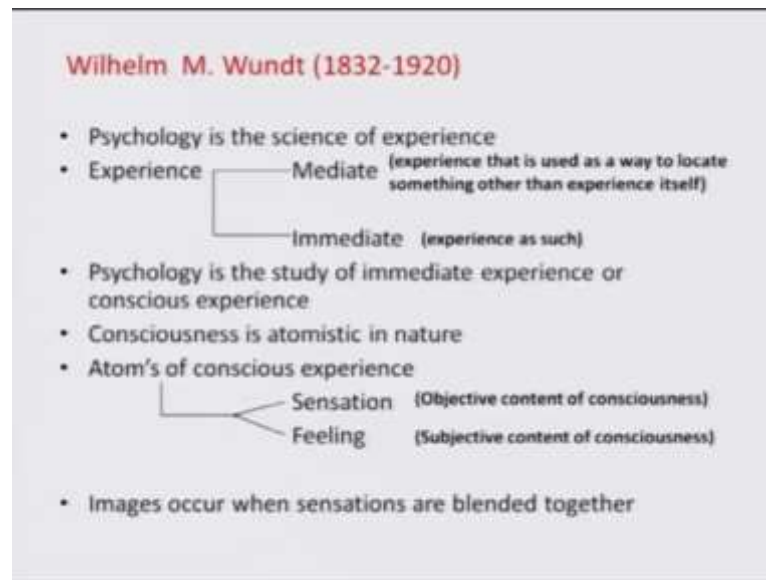 Wilhelm M. Wundt (1832-1920)
• Psychology is the science of experience
• Experience Mediate (experience that is used as a way to locate
something other than experience itself)
Immediate (experience as such)
• Psychology is the study of immediate experience or
conscious experience
• Consciousness is atomistic in nature
• Atom's of conscious experience
Sensation (Objective content of consciousness)
Feeling (Subjective content of consciousness)
• Images occur when sensations are blended together